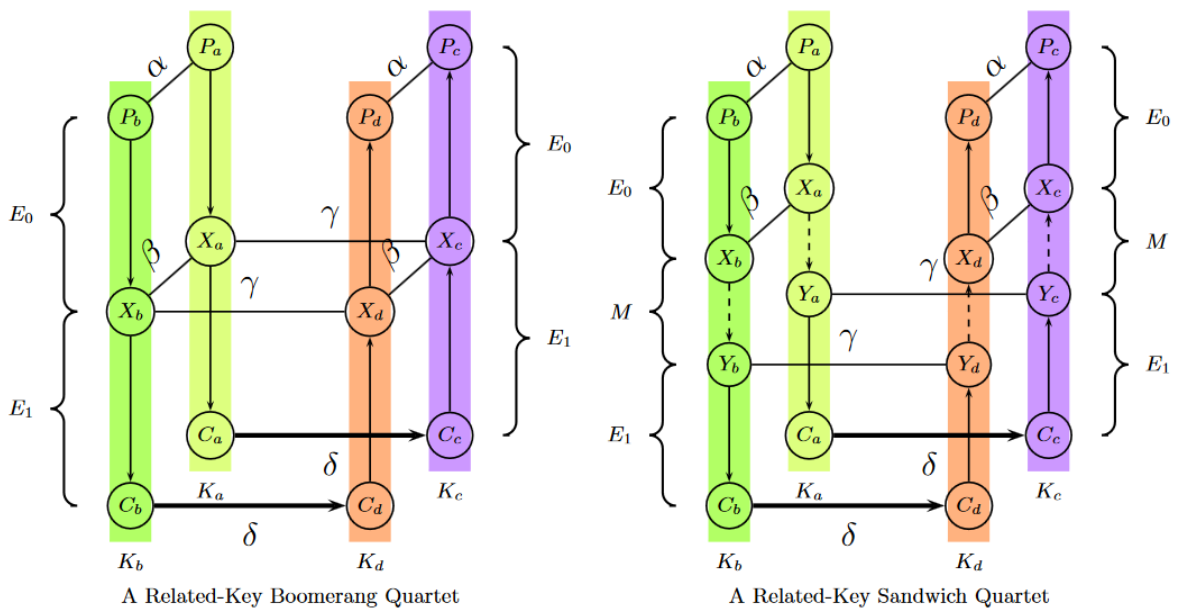 P_a
P_c
α
α
P_b
P_d
E_0
E_0
γ
X_a
X_c
β
γ
β
X_b
X_d
E_1
E_1
C_a
C_c
δ
K_a
K_c
C_b
C_d
δ
K_b
K_d
A Related-Key Boomerang Quartet
P_a
P_c
α
α
P_b
P_d
E_0
E_0
X_a
X_c
β
β
M
X_b
γ
X_d
Y_a
Y_c
M
γ
Y_b
Y_d
E_1
E_1
C_a
C_c
δ
K_a
K_c
C_b
C_d
δ
K_b
K_d
A Related-Key Sandwich Quartet